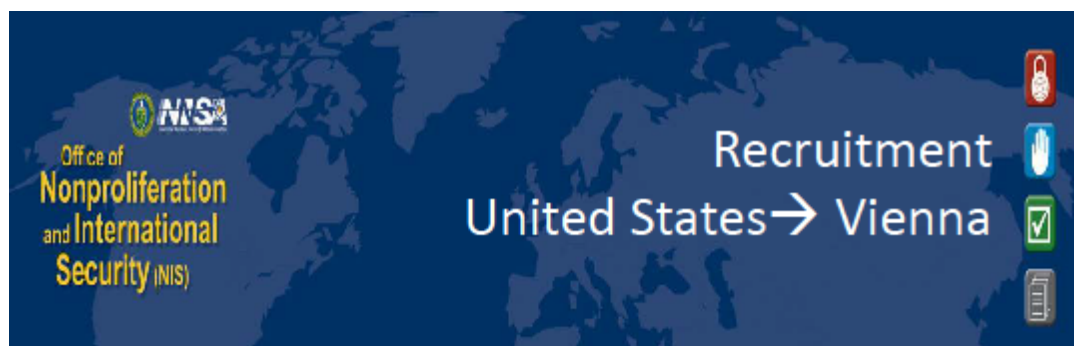 NNSA
Office of
Nonproliferation
and International
Security (NIS)
Recruitment
United States→ Vienna